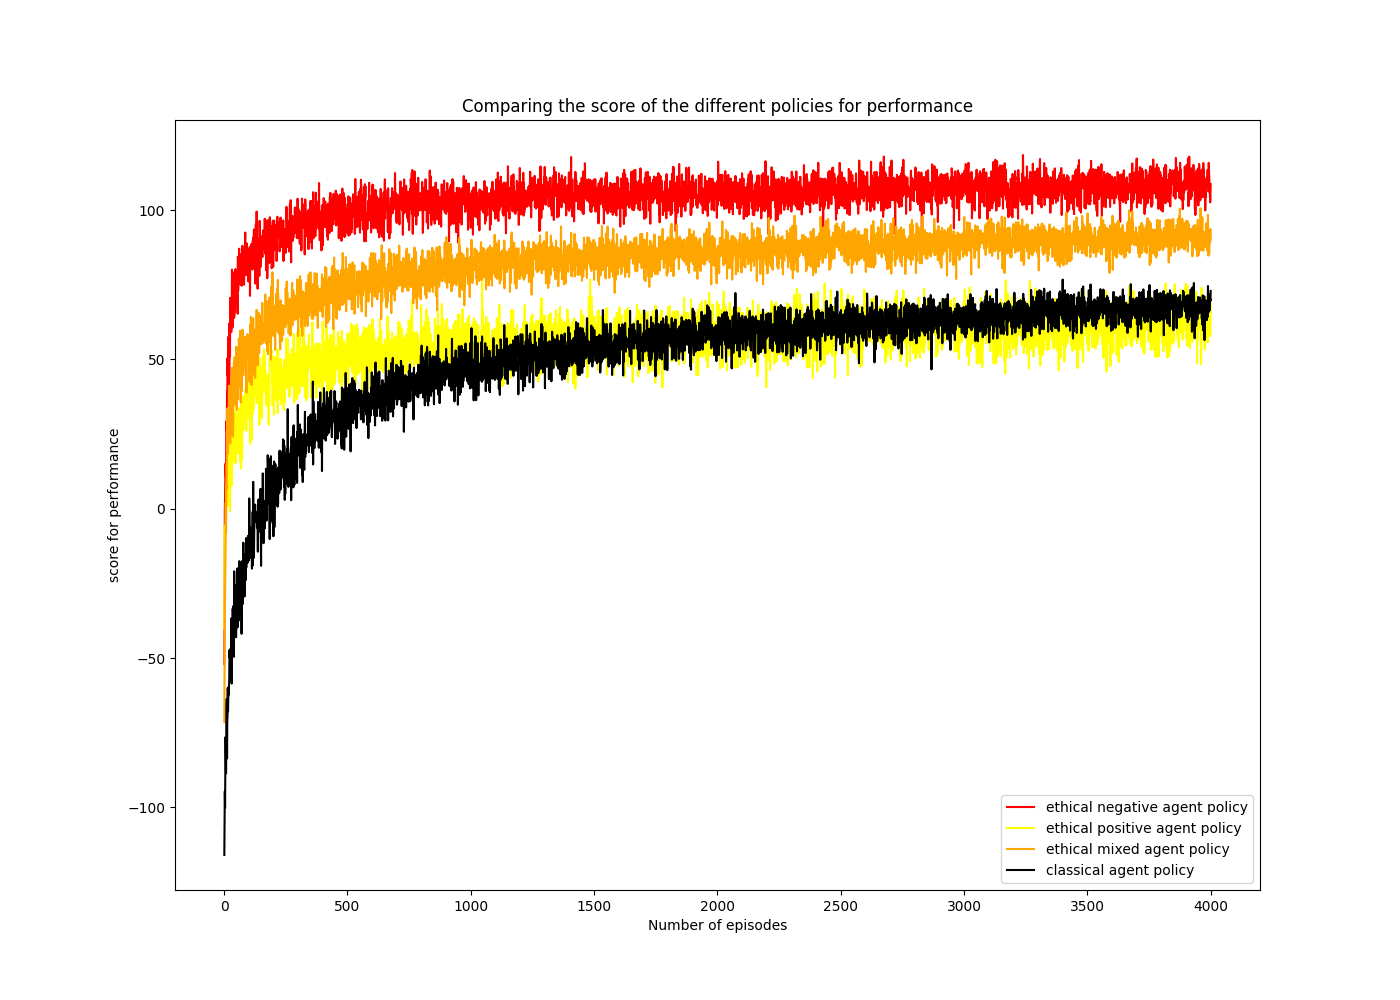 Comparing the score of the different policies for performance
100
50
0
−50
−100
score for performance
0 500 1000 1500 2000 2500 3000 3500 4000
Number of episodes
ethical negative agent policy
ethical positive agent policy
ethical mixed agent policy
classical agent policy